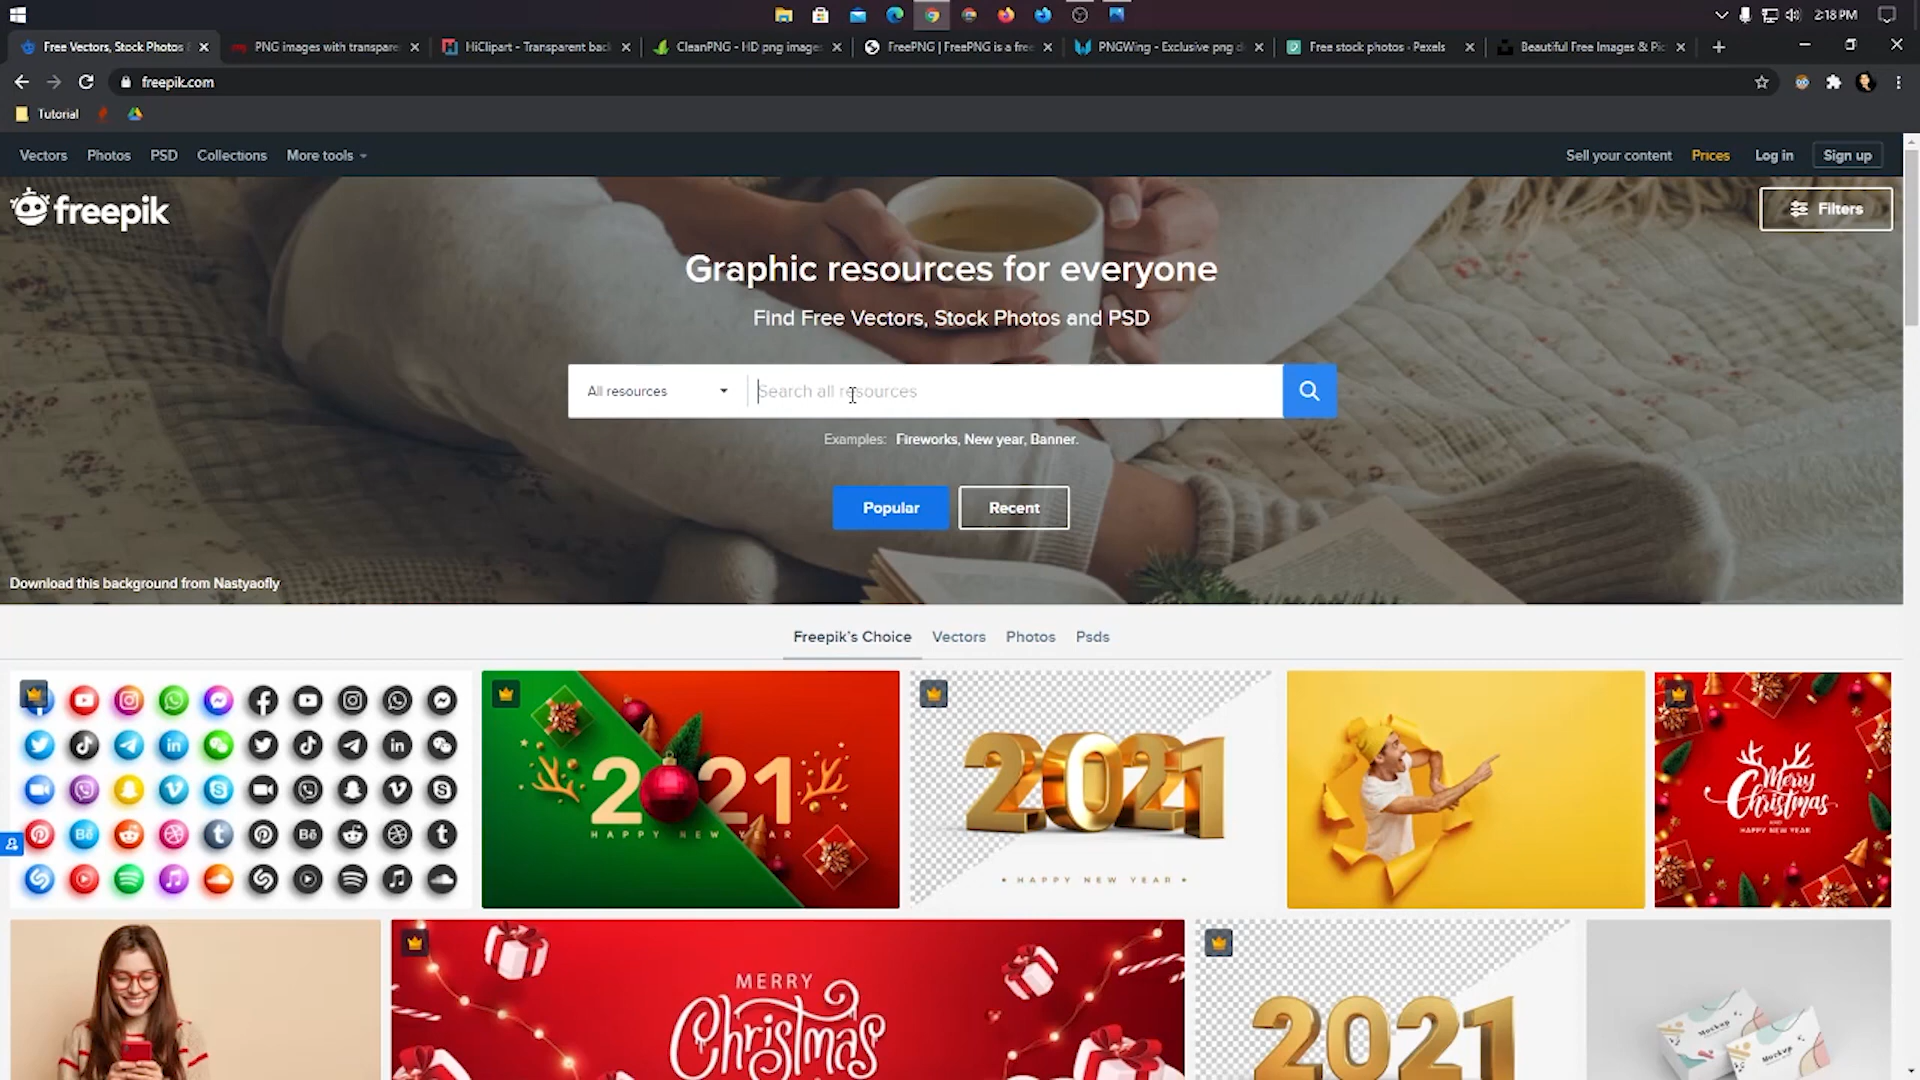 2:18 PM
Free Vectors, Stock Photos &
PNG images with transpare
HiClipart - Transparent back
CleanPNG - HD png images
FreePNG | FreePNG is a free
PNGWing - Exclusive png d
Free stock photos · Pexels
Beautiful Free Images & Pic
freepik.com
Tutorial
Vectors Photos PSD Collections More tools
Sell your content Prices Log in Sign up
freepik
Filters
Graphic resources for everyone
Find Free Vectors, Stock Photos and PSD
All resources
Search all resources
Examples: Fireworks, New year, Banner.
Popular Recent
Download this background from Nastyaofly
Freepik's Choice Vectors Photos Psds
2021
HAPPY NEW YEAR
2021
• HAPPY NEW YEAR •
Merry
Christmas
HAPPY NEW YEAR
MERRY
Christmas
2021
Mockup
Mockup